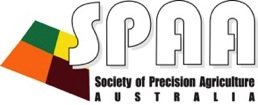 SPAA
Society of Precision Agriculture
AUSTRALIA